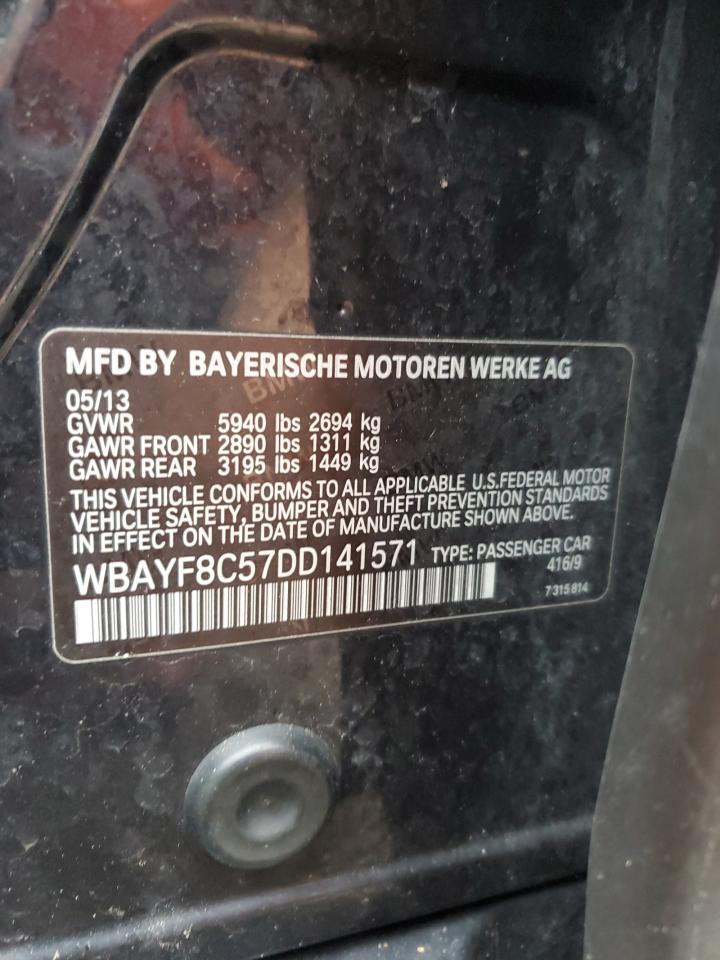 MFD BY BAYERISCHE MOTOREN WERKE AG
05/13
GVWR 5940 lbs 2694 kg
GAWR FRONT 2890 lbs 1311 kg
GAWR REAR 3195 lbs 1449 kg
THIS VEHICLE CONFORMS TO ALL APPLICABLE U.S.FEDERAL MOTOR
VEHICLE SAFETY, BUMPER AND THEFT PREVENTION STANDARDS
IN EFFECT ON THE DATE OF MANUFACTURE SHOWN ABOVE.
WBAYF8C57DD141571 TYPE: PASSENGER CAR
416/9
7315814